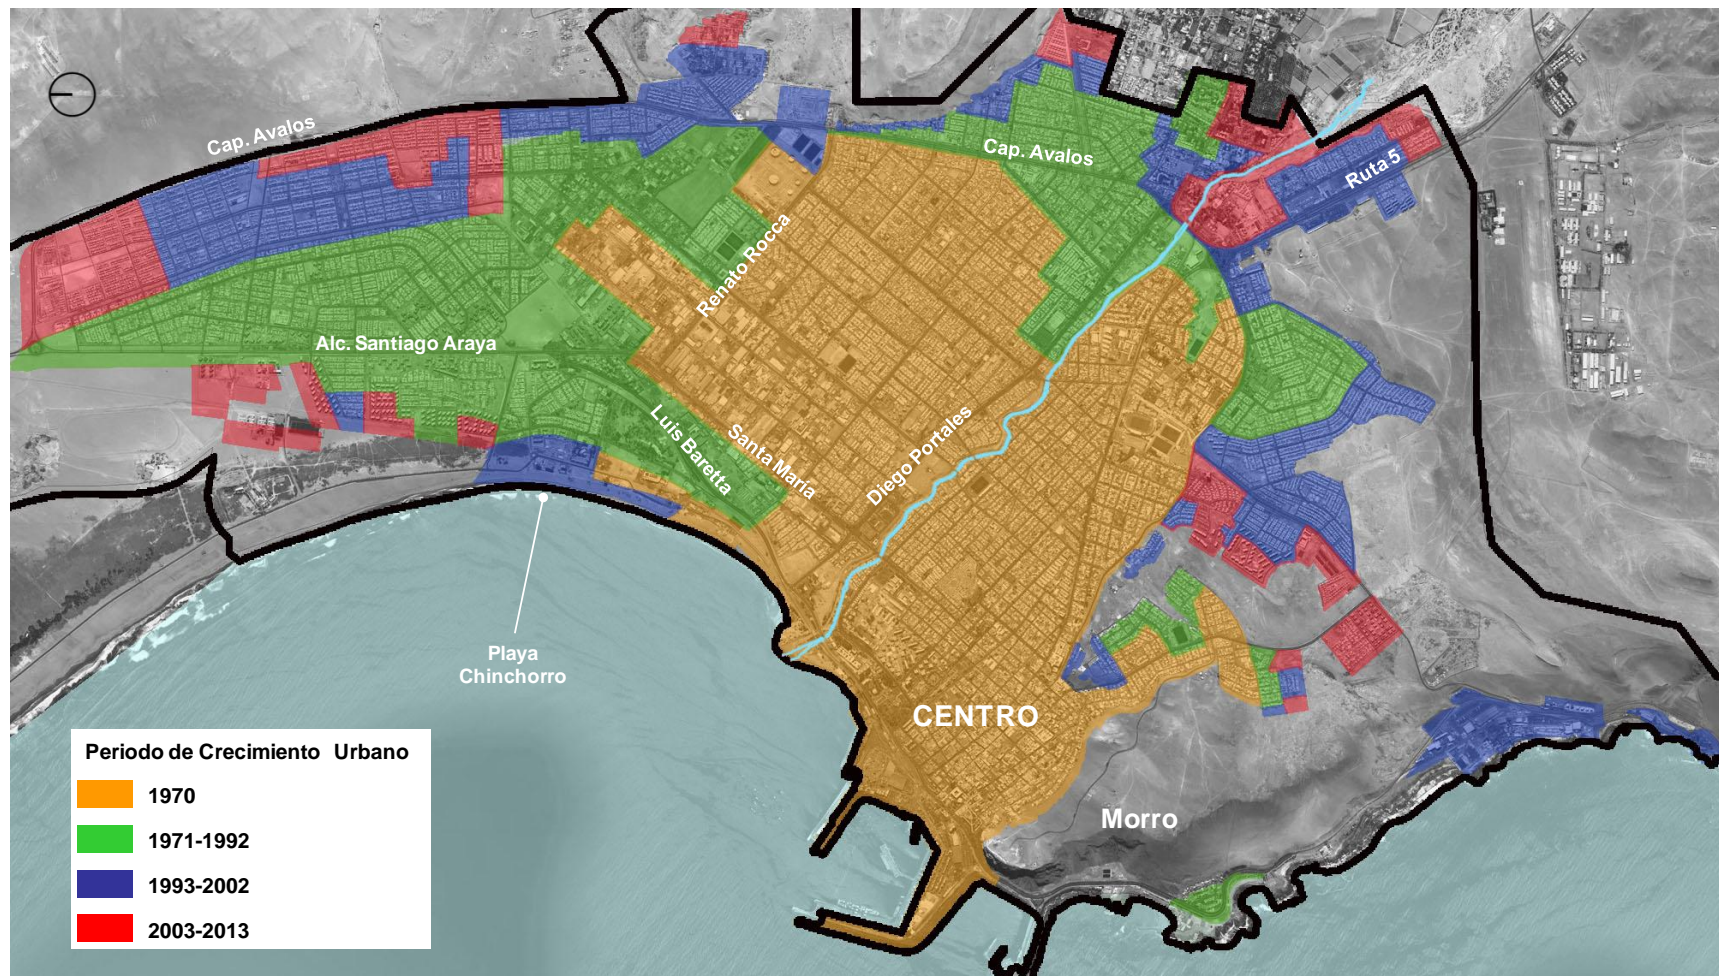 Cap. Avalos
Cap. Avalos
Ruta 5
Renato Rocca
Alc. Santiago Araya
Luis Baretta
Santa María
Diego Portales
Playa
Chinchorro
CENTRO
Morro
Periodo de Crecimiento Urbano
1970
1971-1992
1993-2002
2003-2013